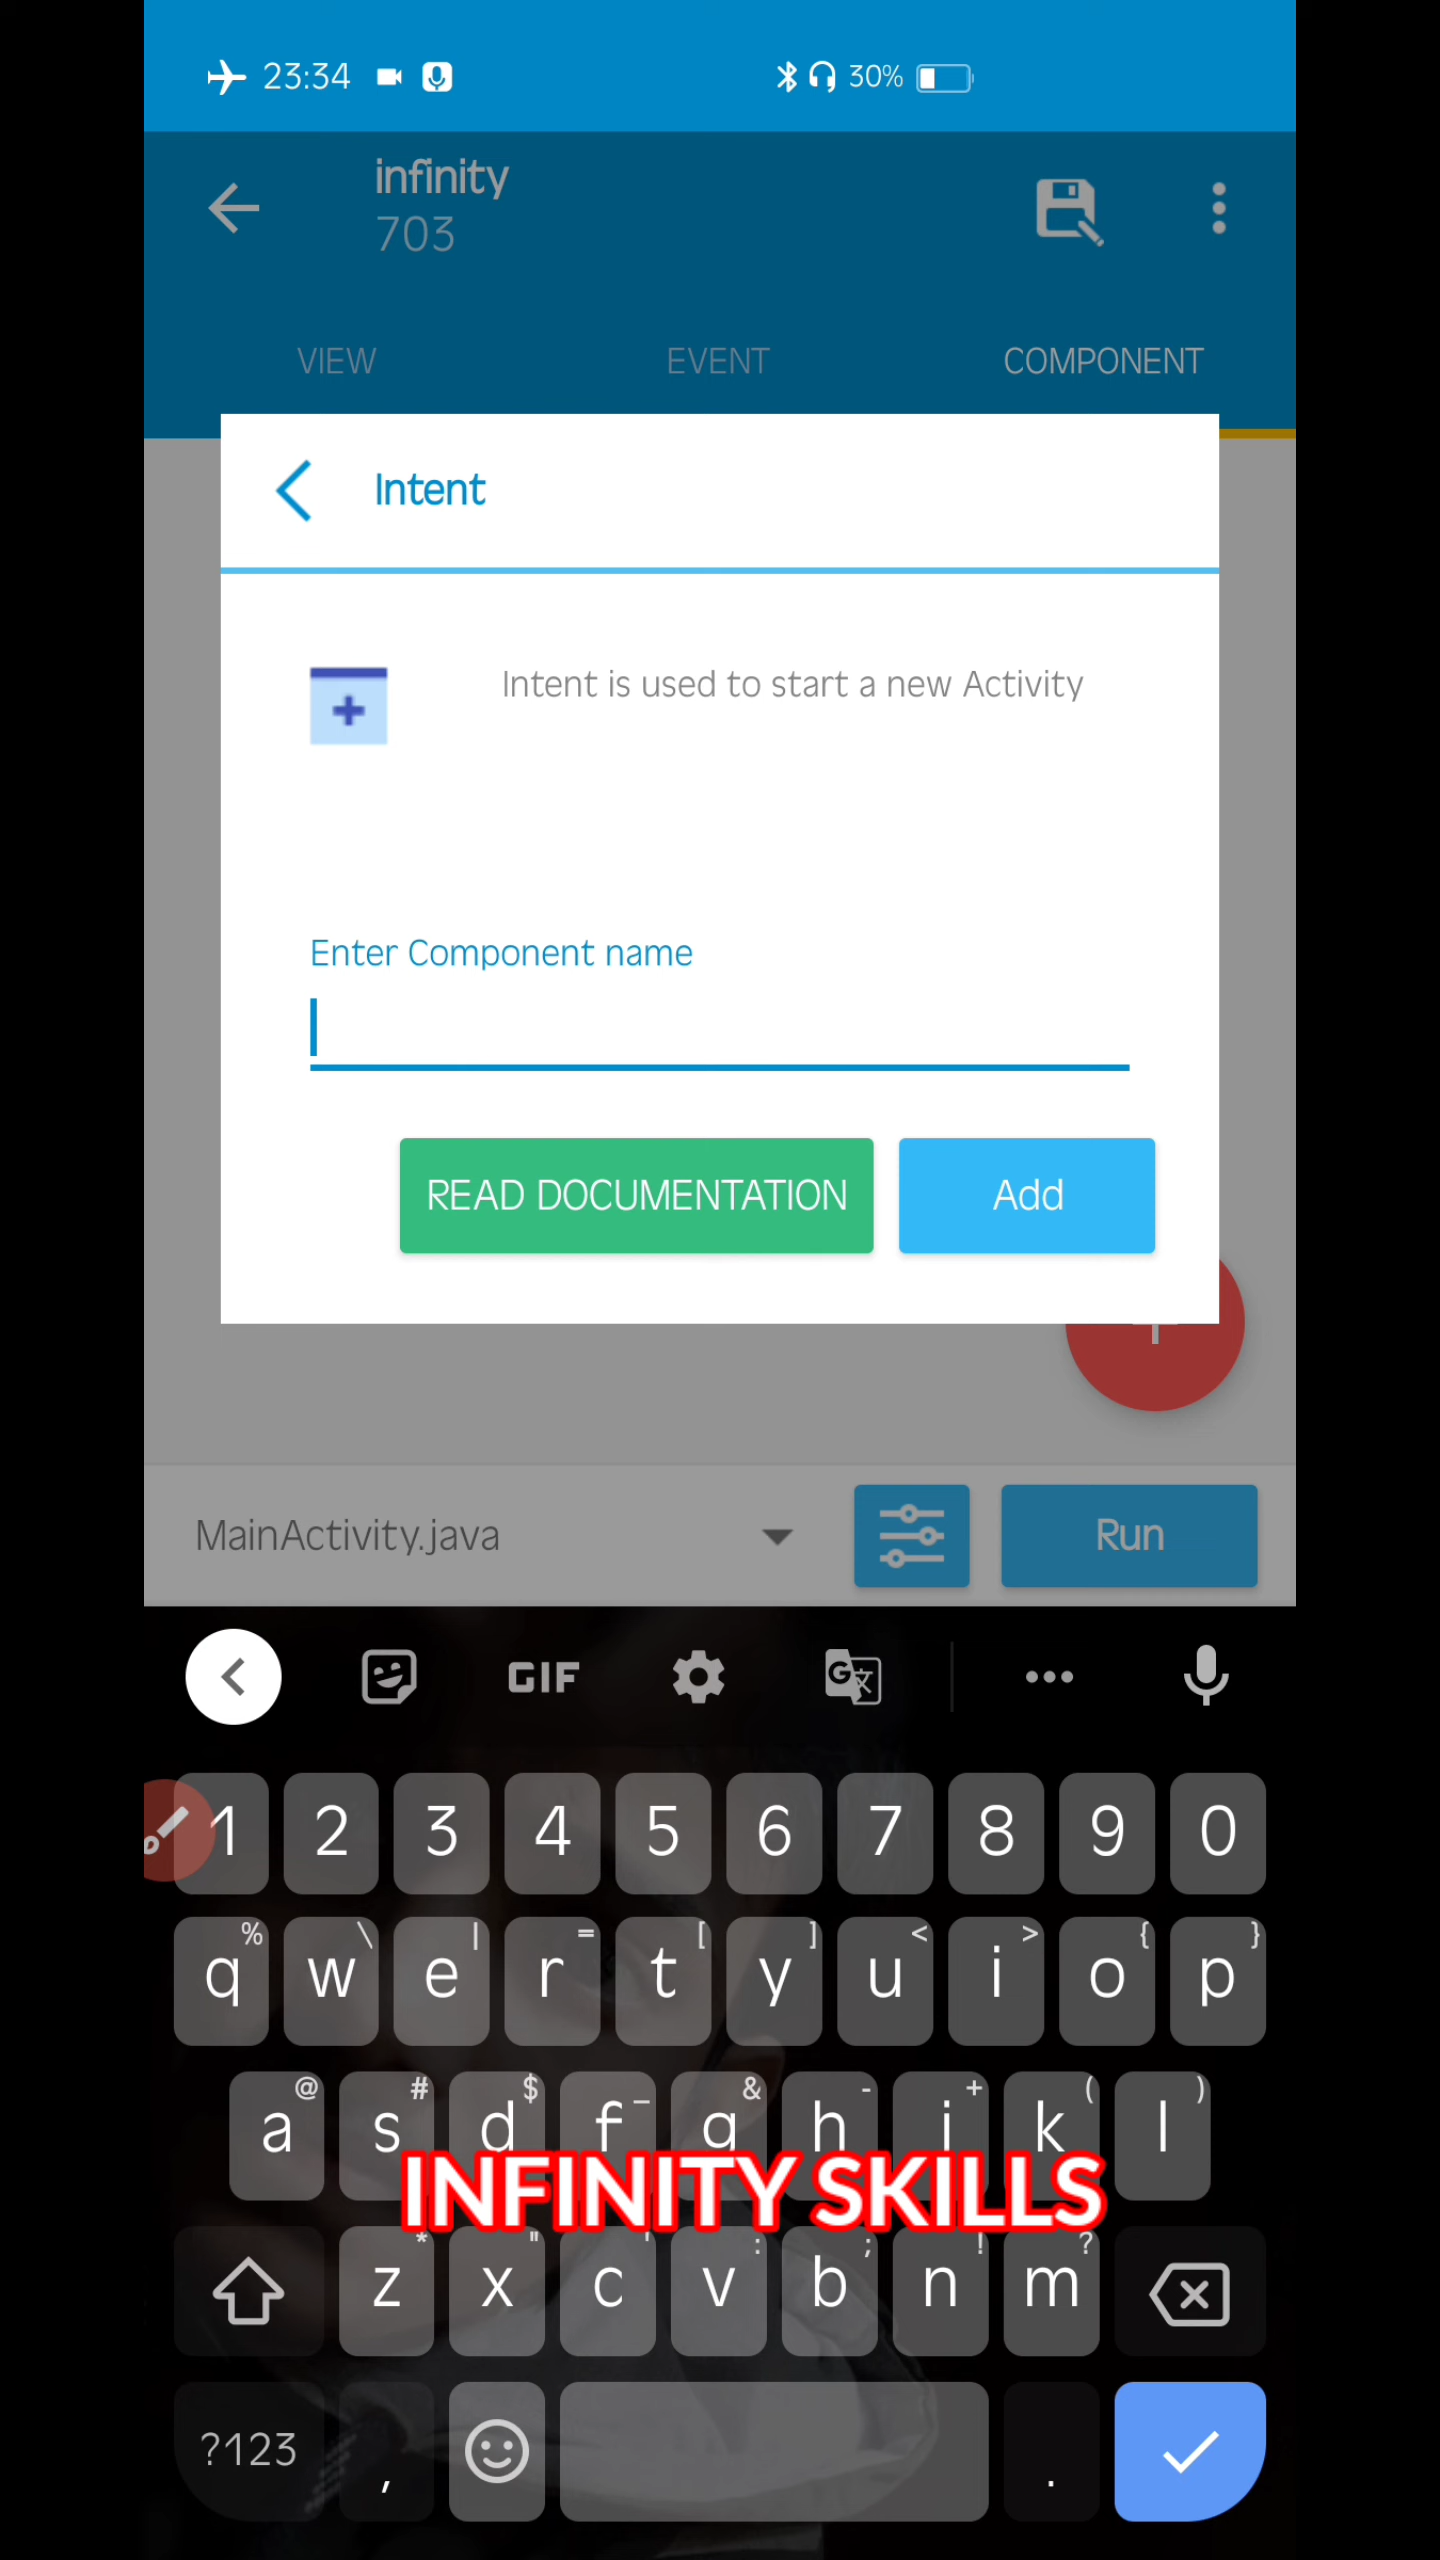 23:34 30%
infinity
703
VIEW EVENT COMPONENT
Intent
Intent is used to start a new Activity
Enter Component name
READ DOCUMENTATION Add
MainActivity.java Run
GIF
1 2 3 4 5 6 7 8 9 0
% \ | = [ ] < > { }
q w e r t y u i o p
@ # $ _ & - + ( )
a s d f g h j k l
INFINITY SKILLS
* " ' : ; ! ?
z x c v b n m
?123 , .